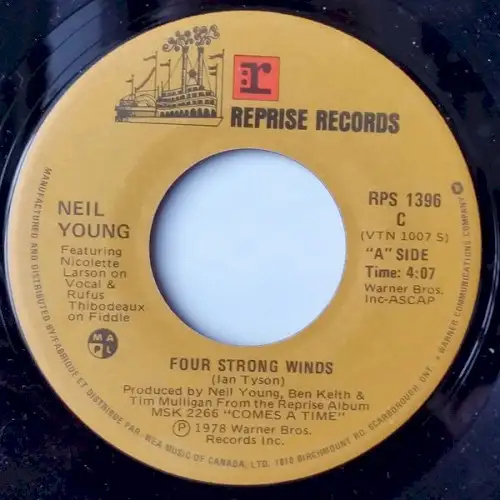 r
REPRISE RECORDS
NEIL
YOUNG
Featuring
Nicolette
Larson on
Vocal &
Rufus
Thibodeaux
on Fiddle
RPS 1396
C
(VTN 1007 S)
"A" SIDE
Time: 4:07
Warner Bros.
Inc-ASCAP
M A P L
FOUR STRONG WINDS
(Ian Tyson)
Produced by Neil Young, Ben Keith &
Tim Mulligan From the Reprise Album
MSK 2266 "COMES A TIME"
Ⓟ 1978 Warner Bros.
Records Inc.
MANUFACTURED AND DISTRIBUTED BY/FABRIQUÉ ET DISTRIBUÉ PAR-WEA MUSIC OF CANADA, LTD. 1810 BIRCHMOUNT RD. SCARBOROUGH, ONT. • A WARNER COMMUNICATIONS COMPANY